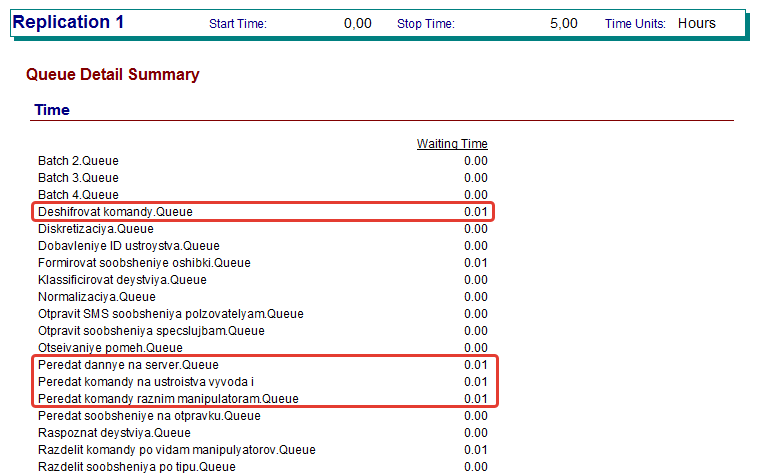 Replication 1 Start Time: 0,00 Stop Time: 5,00 Time Units: Hours
Queue Detail Summary
Time
Waiting Time
Batch 2.Queue 0.00
Batch 3.Queue 0.00
Batch 4.Queue 0.00
Deshifrovat komandy.Queue 0.01
Diskretizaciya.Queue 0.00
Dobavleniye ID ustroystva.Queue 0.00
Formirovat soobsheniye oshibki.Queue 0.01
Klassificirovat deystviya.Queue 0.00
Normalizaciya.Queue 0.00
Otpravit SMS soobsheniya polzovatelyam.Queue 0.00
Otpravit soobsheniya specslujbam.Queue 0.00
Otseivaniye pomeh.Queue 0.00
Peredat dannye na server.Queue 0.01
Peredat komandy na ustroistva vyvoda i 0.01
Peredat komandy raznim manipulatoram.Queue 0.01
Peredat soobsheniye na otpravku.Queue 0.00
Raspoznat deystviya.Queue 0.00
Razdelit komandy po vidam manipulyatorov.Queue 0.01
Razdelit soobsheniya po tipu.Queue 0.00